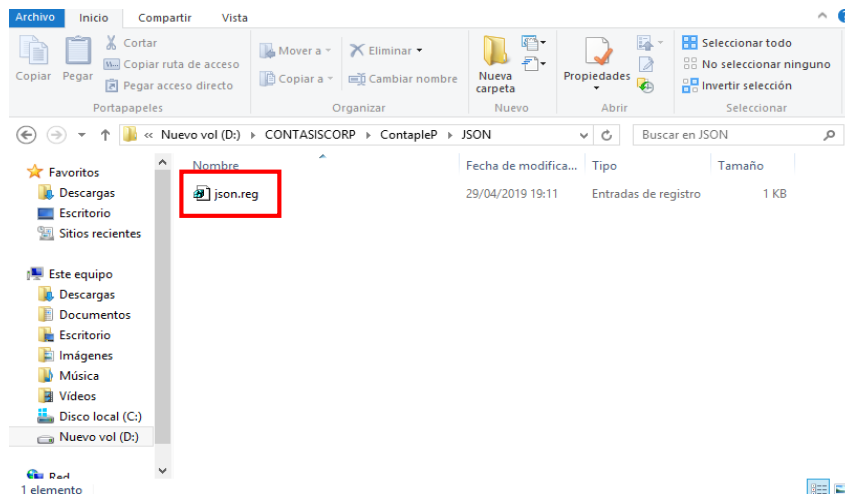 Archivo Inicio Compartir Vista
Copiar
Pegar
Cortar
Copiar ruta de acceso
Pegar acceso directo
Portapapeles
Mover a
Copiar a
Eliminar
Cambiar nombre
Organizar
Nueva
carpeta
Nuevo
Propiedades
Abrir
Seleccionar todo
No seleccionar ninguno
Invertir selección
Seleccionar
« Nuevo vol (D:) CONTASISCORP ContapleP JSON
Buscar en JSON
Favoritos
Descargas
Escritorio
Sitios recientes
Este equipo
Descargas
Documentos
Escritorio
Imágenes
Música
Vídeos
Disco local (C:)
Nuevo vol (D:)
Red
Nombre Fecha de modifica... Tipo Tamaño
json.reg 29/04/2019 19:11 Entradas de registro 1 KB
1 elemento